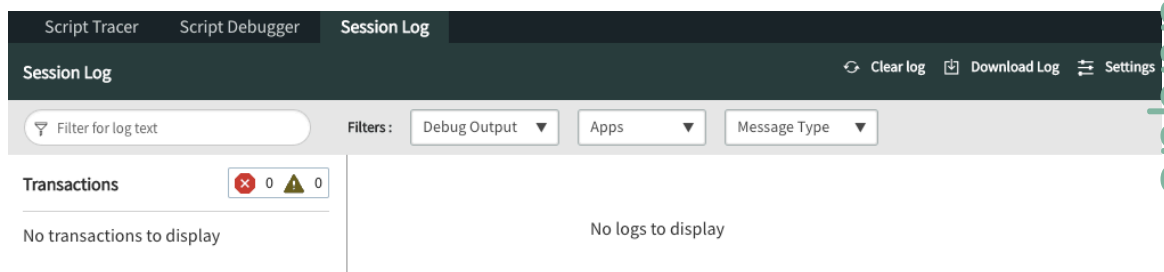 Script Tracer Script Debugger Session Log
Session Log Clear log Download Log Settings
Filter for log text Filters : Debug Output Apps Message Type
Transactions 0 0
No transactions to display
No logs to display